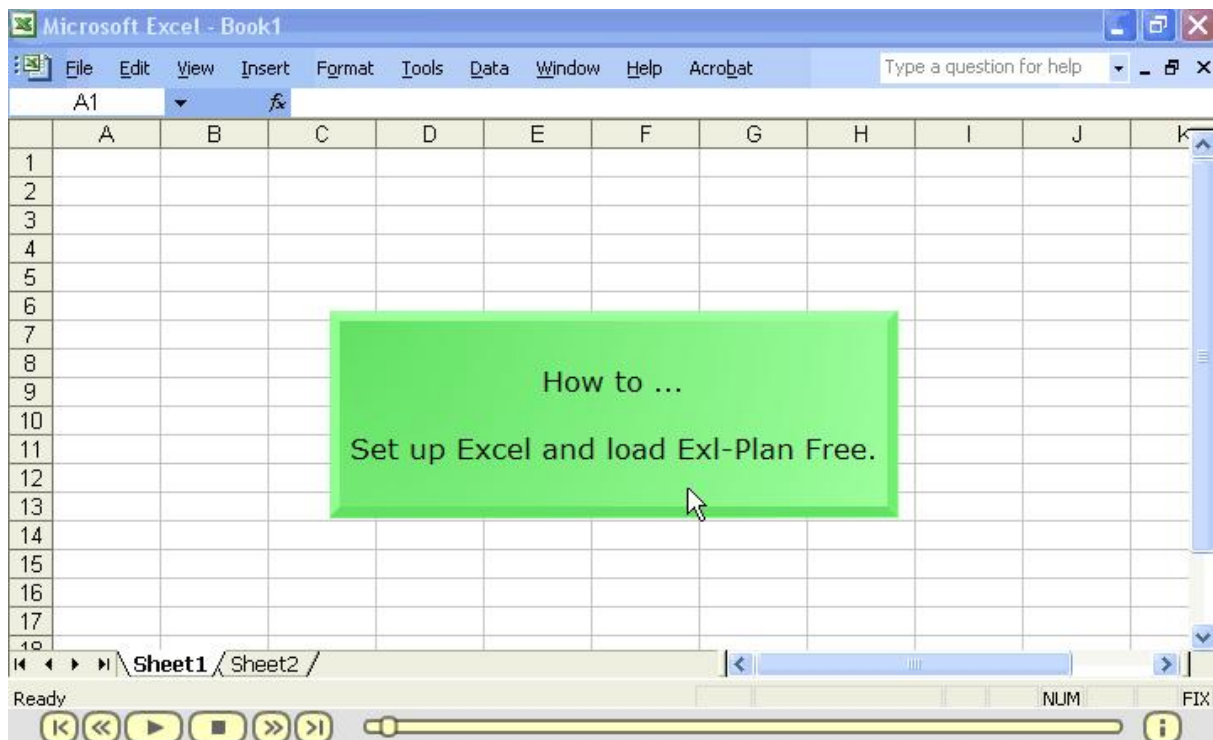 Microsoft Excel - Book1
File Edit View Insert Format Tools Data Window Help Acrobat Type a question for help
A1 fx
A B C D E F G H I J K
1
2
3
4
5
6
7
8
9
10
11
12
13
14
15
16
17
18
How to ...
Set up Excel and load Exl-Plan Free.
Sheet1 Sheet2
Ready NUM FIX